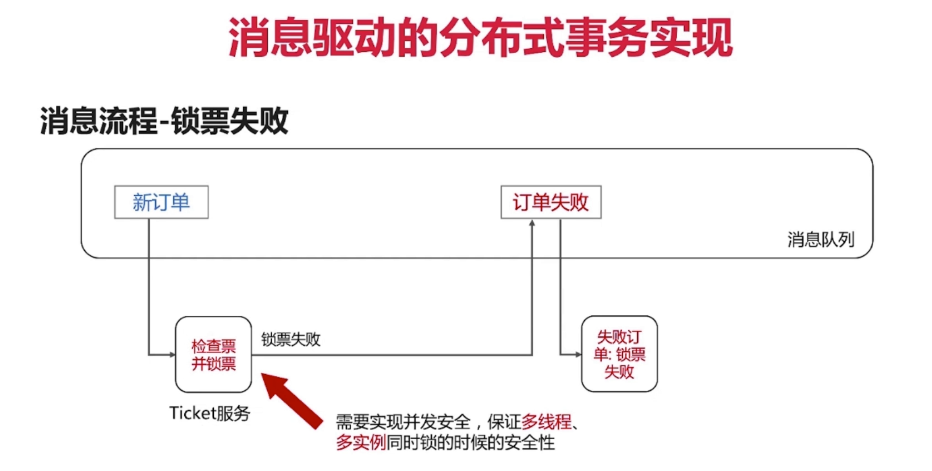 消息驱动的分布式事务实现
消息流程-锁票失败
新订单
订单失败
消息队列
检查票
并锁票
锁票失败
失败订
单: 锁票
失败
Ticket服务
需要实现并发安全，保证多线程、
多实例同时锁的时候的安全性